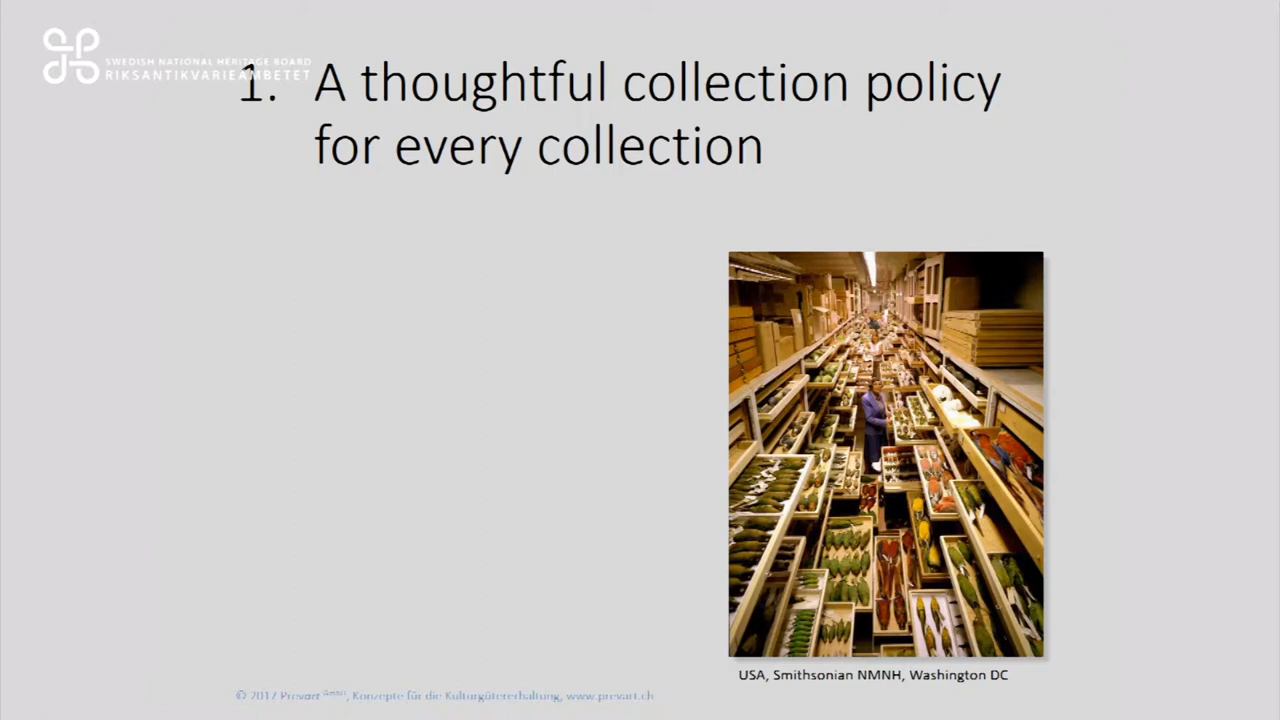 SWEDISH NATIONAL HERITAGE BOARD
RIKSANTIKVARIEÄMBETET
1. A thoughtful collection policy
for every collection
USA, Smithsonian NMNH, Washington DC
© 2017 Prevart GmbH, Konzepte für die Kulturgütererhaltung, www.prevart.ch